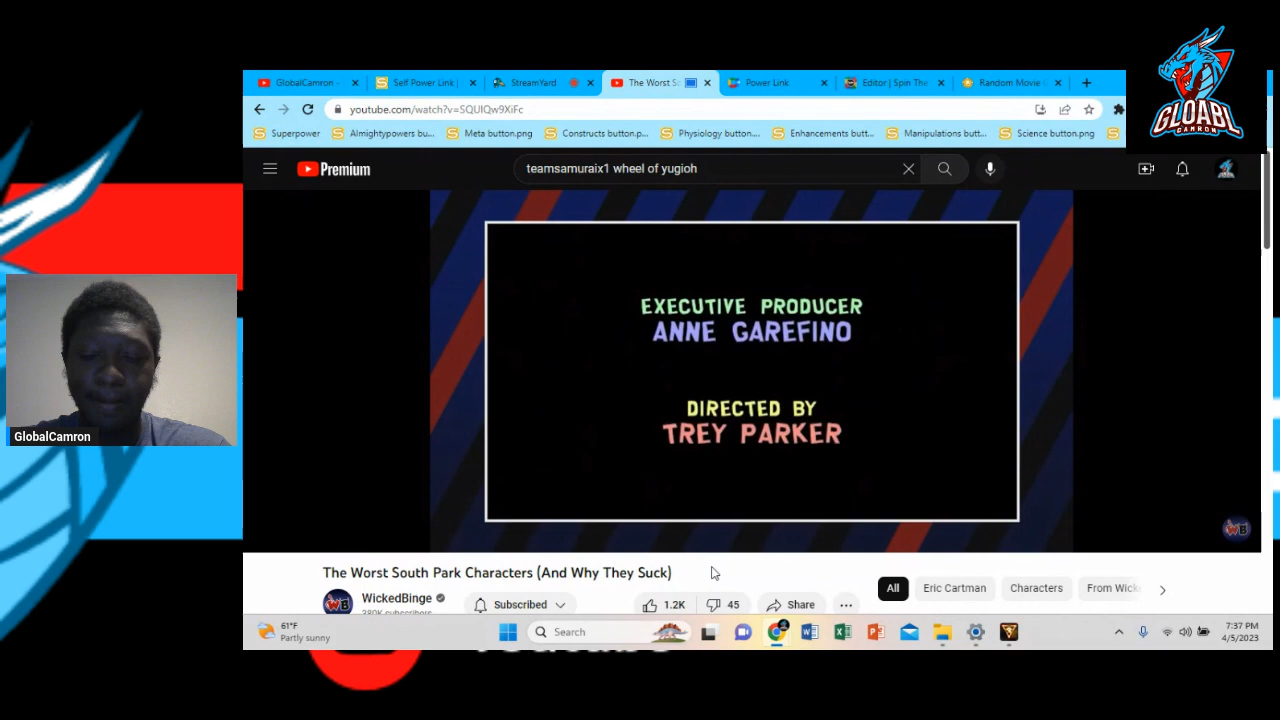 GLOABL
CAMRON
GlobalCamron -
Self Power Link |
StreamYard
The Worst S
Power Link
Editor | Spin The
Random Movie
youtube.com/watch?v=SQUIQw9XiFc
Superpower
Almightypowers bu...
Meta button.png
Constructs button.p...
Physiology button....
Enhancements butt...
Manipulations butt...
Science button.png
Premium
teamsamuraix1 wheel of yugioh
EXECUTIVE PRODUCER
ANNE GAREFINO
DIRECTED BY
TREY PARKER
WB
GlobalCamron
The Worst South Park Characters (And Why They Suck)
All
Eric Cartman
Characters
From Wick
WB
WickedBinge
380K subscribers
Subscribed
1.2K
45
Share
61°F
Partly sunny
Search
7:37 PM
4/5/2023